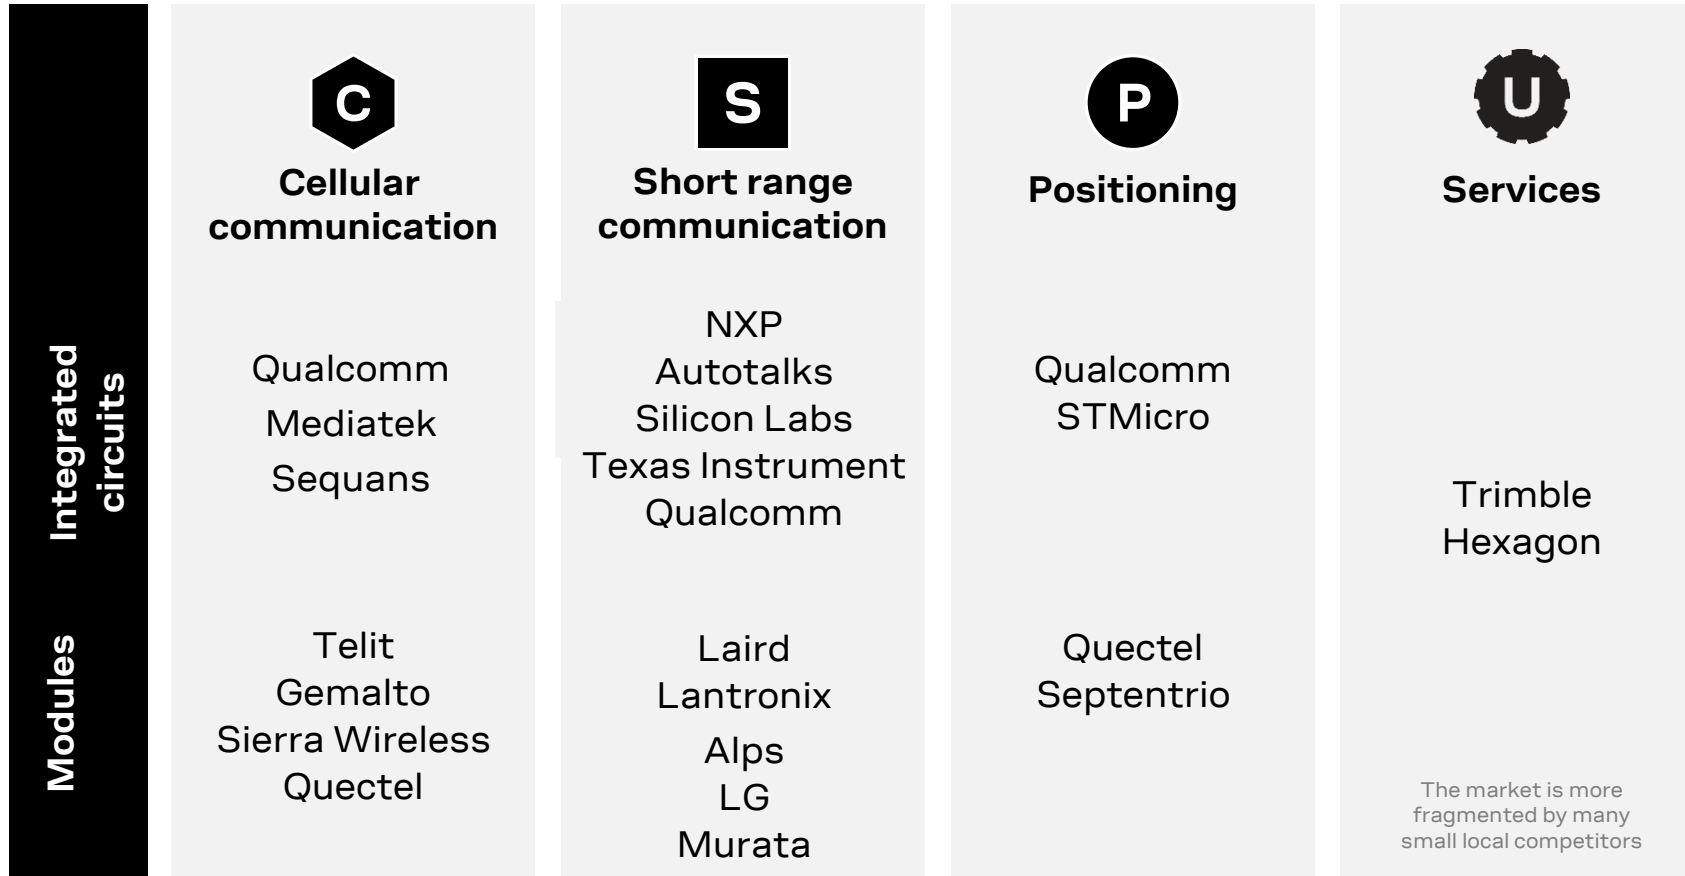 C
Cellular
communication
S
Short range
communication
P
Positioning
U
Services
Integrated
circuits
Qualcomm
Mediatek
Sequans
NXP
Autotalks
Silicon Labs
Texas Instrument
Qualcomm
Qualcomm
STMicro
Trimble
Hexagon
Modules
Telit
Gemalto
Sierra Wireless
Quectel
Laird
Lantronix
Alps
LG
Murata
Quectel
Septentrio
The market is more
fragmented by many
small local competitors